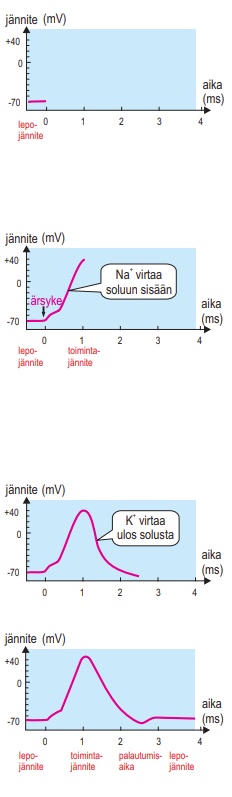 jännite (mV)
+40
0
-70
aika
(ms)
0 1 2 3 4
lepo-
jännite
jännite (mV)
+40
Na+ virtaa
soluun sisään
0
ärsyke
aika
(ms)
-70
0 1 2 3 4
lepo-
jännite
toiminta-
jännite
jännite (mV)
+40
K+ virtaa
ulos solusta
0
aika
(ms)
-70
0 1 2 3 4
jännite (mV)
+40
0
aika
(ms)
-70
0 1 2 3 4
lepo-
jännite
toiminta-
jännite
palautumis-
aika
lepo-
jännite